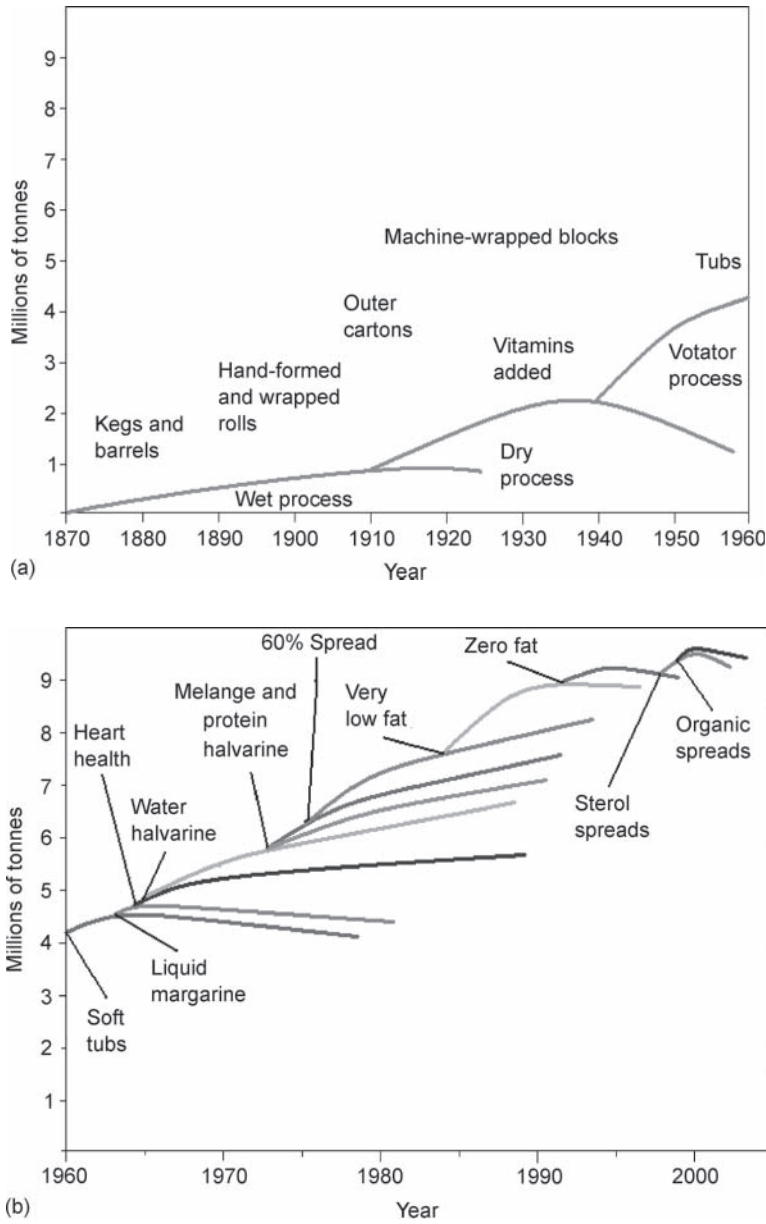 9
8
7
6
5
4
3
2
1
Millions of tonnes
Machine-wrapped blocks
Tubs
Outer
cartons
Vitamins
added
Votator
process
Hand-formed
and wrapped
rolls
Kegs and
barrels
Dry
process
Wet process
1870 1880 1890 1900 1910 1920 1930 1940 1950 1960
(a)
Year
60% Spread
Zero fat
9
8
7
6
5
4
3
2
1
Millions of tonnes
Melange and
protein
halvarine
Very
low fat
Heart
health
Organic
spreads
Water
halvarine
Sterol
spreads
Liquid
margarine
Soft
tubs
1960 1970 1980 1990 2000
(b)
Year